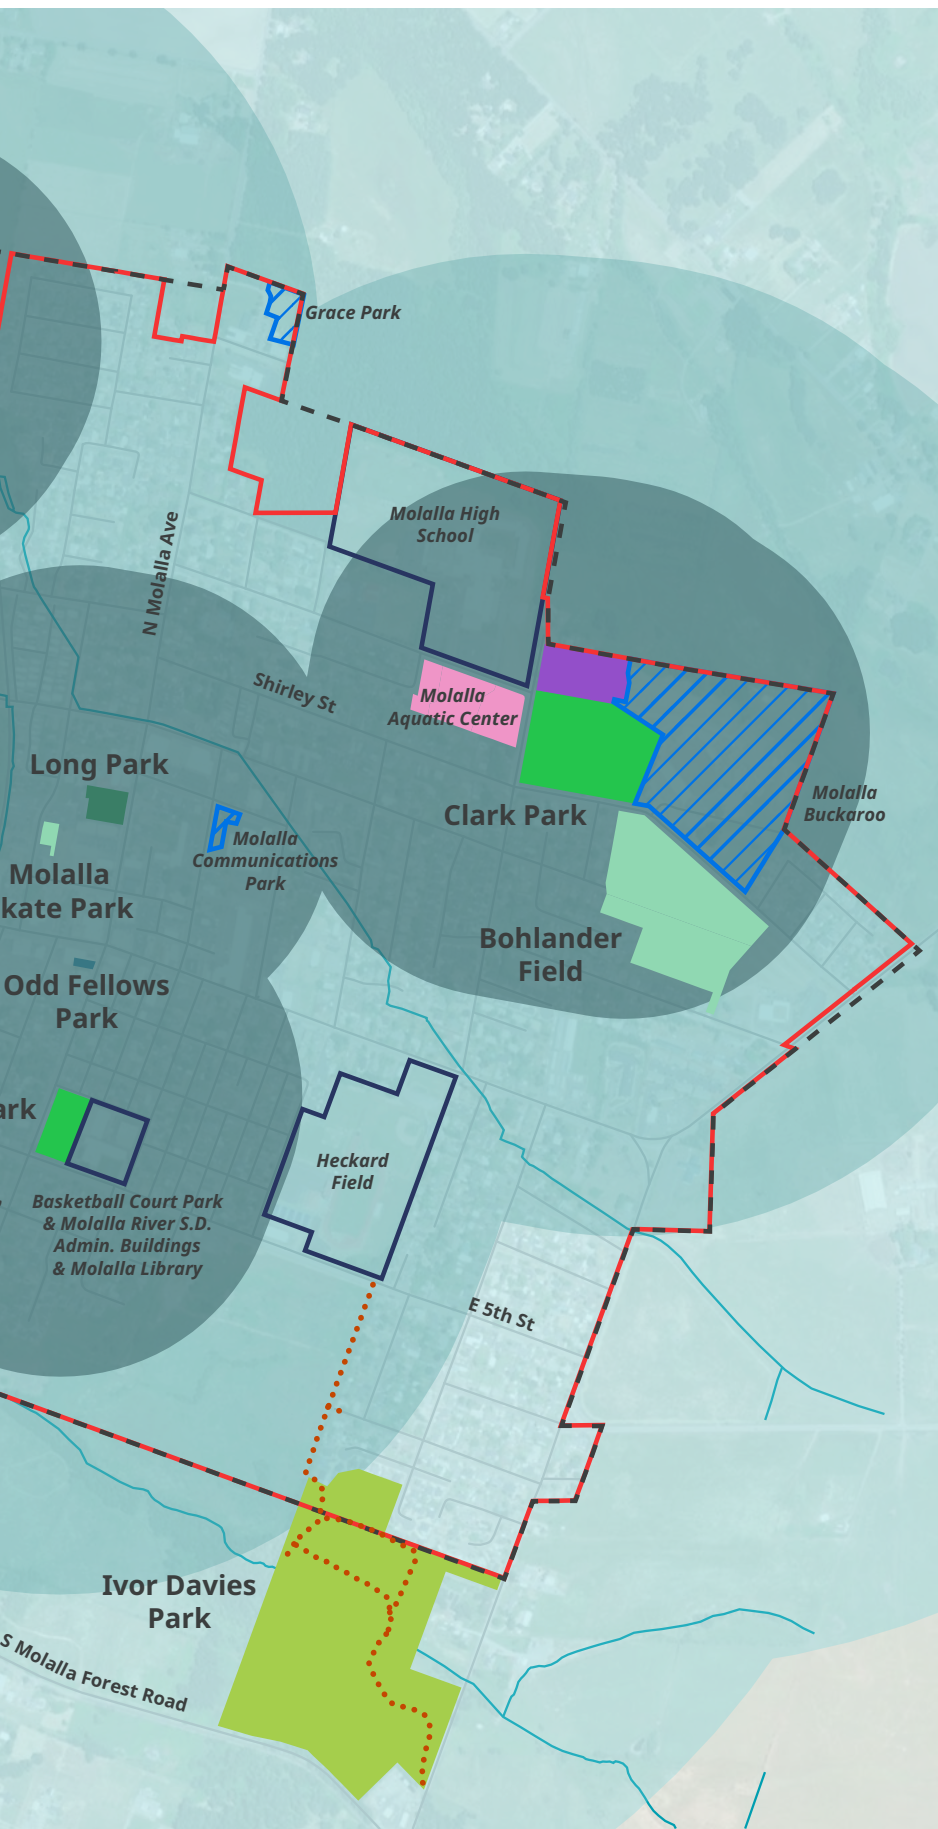 Grace Park
Molalla High
School
N Molalla Ave
Shirley St
Molalla
Aquatic Center
Long Park
Clark Park
Molalla
Buckaroo
Molalla
Communications
Park
Molalla
kate Park
Bohlander
Field
Odd Fellows
Park
ark
Heckard
Field
Basketball Court Park
& Molalla River S.D.
Admin. Buildings
& Molalla Library
E 5th St
Ivor Davies
Park
S Molalla Forest Road